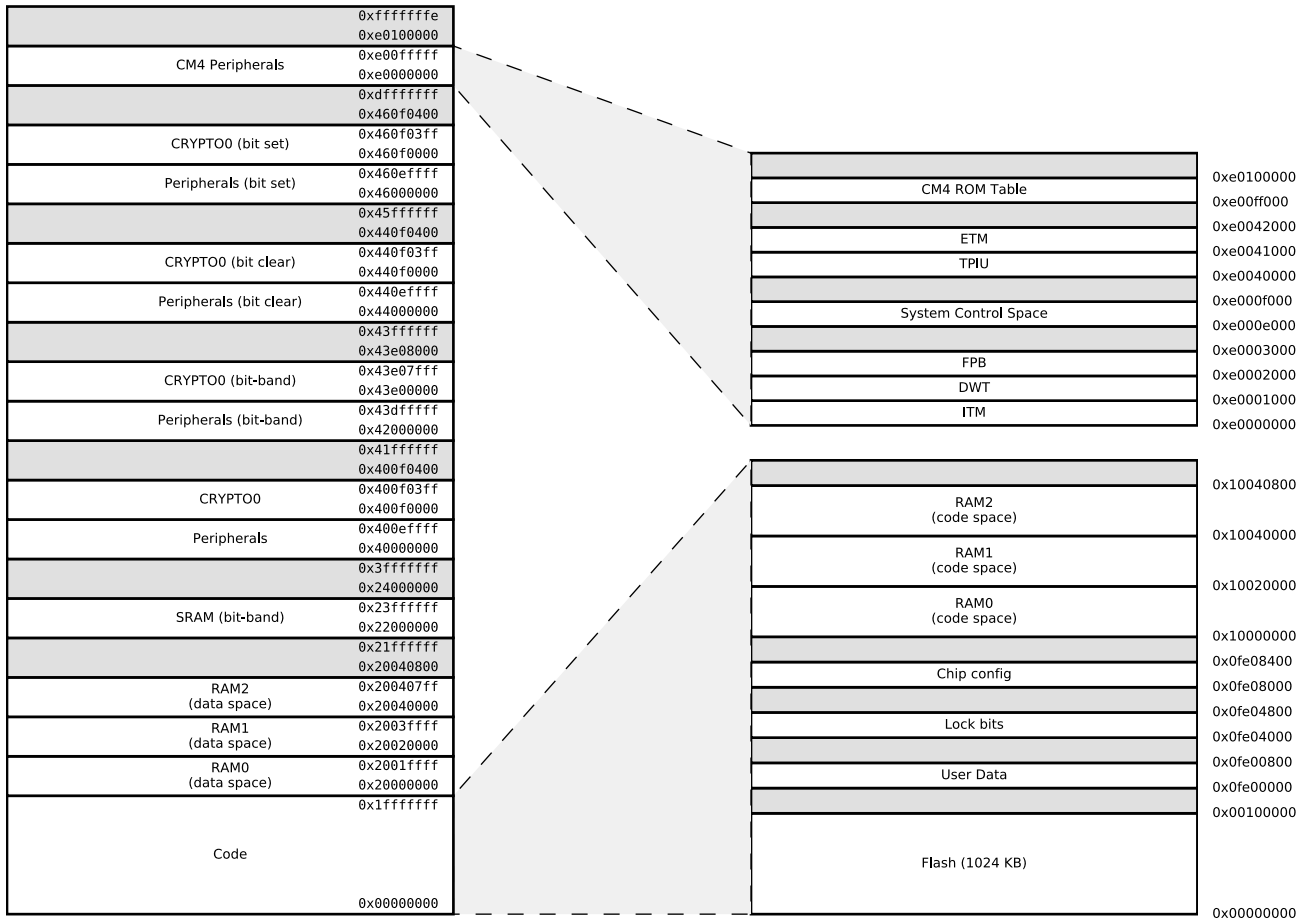 0xfffffffe
0xe0100000
CM4 Peripherals
0xe00fffff
0xe0000000
0xdfffffff
0x460f0400
CRYPTO0 (bit set)
0x460f03ff
0x460f0000
Peripherals (bit set)
0x460effff
0x46000000
0x45ffffff
0x440f0400
CRYPTO0 (bit clear)
0x440f03ff
0x440f0000
Peripherals (bit clear)
0x440effff
0x44000000
0x43ffffff
0x43e08000
CRYPTO0 (bit-band)
0x43e07fff
0x43e00000
Peripherals (bit-band)
0x43dfffff
0x42000000
0x41ffffff
0x400f0400
CRYPTO0
0x400f03ff
0x400f0000
Peripherals
0x400effff
0x40000000
0x3fffffff
0x24000000
SRAM (bit-band)
0x23ffffff
0x22000000
0x21ffffff
0x20040800
RAM2
(data space)
0x200407ff
0x20040000
RAM1
(data space)
0x2003ffff
0x20020000
RAM0
(data space)
0x2001ffff
0x20000000
0x1fffffff
Code
0x00000000
0xe0100000
CM4 ROM Table
0xe00ff000
0xe0042000
ETM
0xe0041000
TPIU
0xe0040000
0xe000f000
System Control Space
0xe000e000
0xe0003000
FPB
0xe0002000
DWT
0xe0001000
ITM
0xe0000000
0x10040800
RAM2
(code space)
0x10040000
RAM1
(code space)
0x10020000
RAM0
(code space)
0x10000000
0x0fe08400
Chip config
0x0fe08000
0x0fe04800
Lock bits
0x0fe04000
0x0fe00800
User Data
0x0fe00000
0x00100000
Flash (1024 KB)
0x00000000